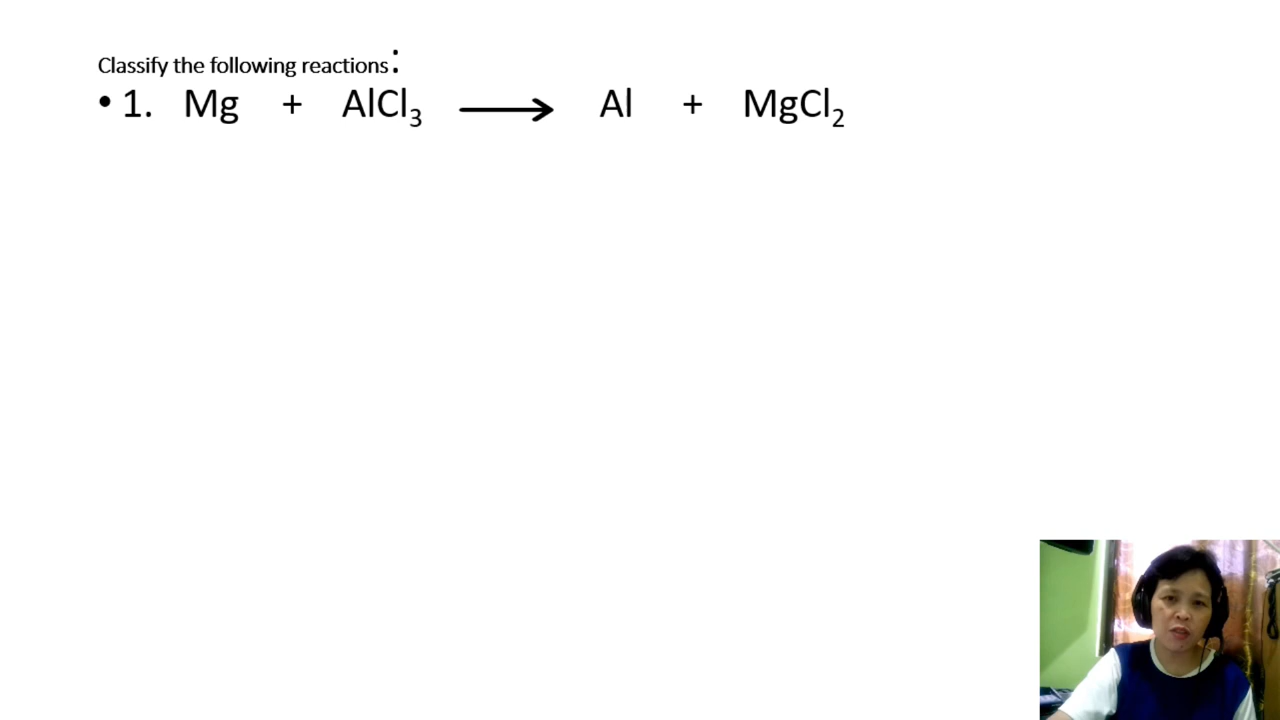 Classify the following reactions:
• 1. Mg + AlCl₃ ⟶ Al + MgCl₂